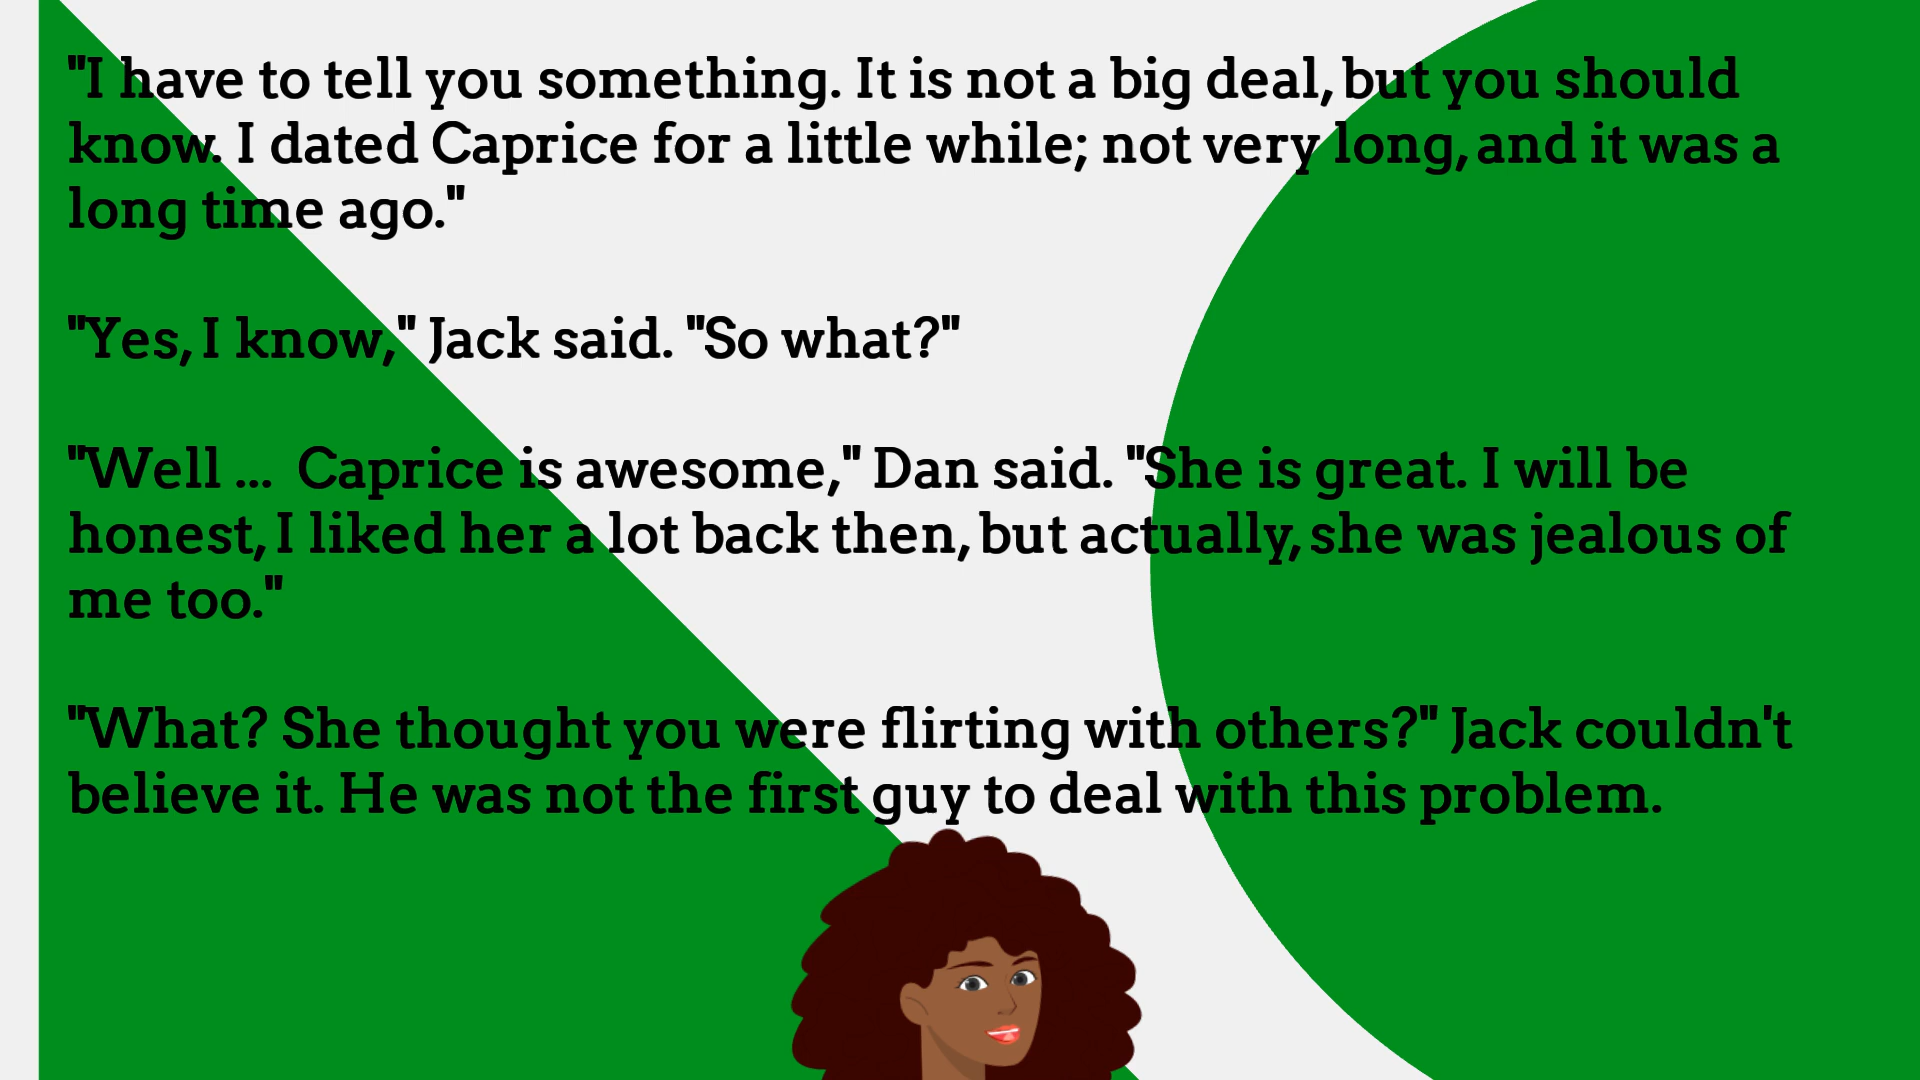 "I have to tell you something. It is not a big deal, but you should
know. I dated Caprice for a little while; not very long, and it was a
long time ago."
"Yes, I know," Jack said. "So what?"
"Well ...  Caprice is awesome," Dan said. "She is great. I will be
honest, I liked her a lot back then, but actually, she was jealous of
me too."
"What? She thought you were flirting with others?" Jack couldn't
believe it. He was not the first guy to deal with this problem.